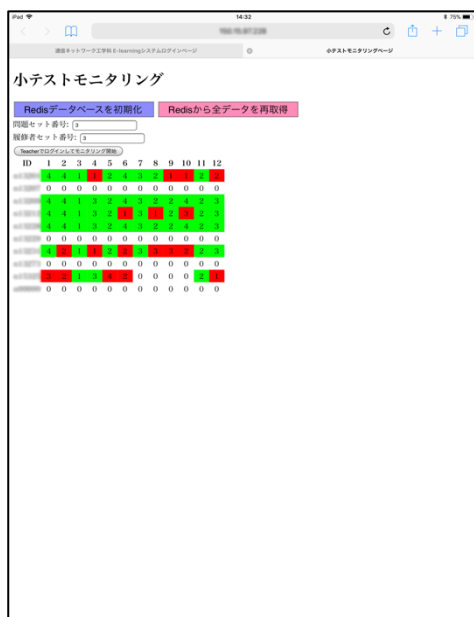 iPad 14:32 75%
通信ネットワーク工学科 E-learningシステムログインページ 小テストモニタリングページ
小テストモニタリング
Redisデータベースを初期化 Redisから全データを再取得
問題セット番号: 3
履修者セット番号: 3
Teacherでログインしてモニタリング開始
ID 1 2 3 4 5 6 7 8 9 10 11 12
4 4 1 1 2 4 3 2 1 1 2 2
0 0 0 0 0 0 0 0 0 0 0 0
4 4 1 3 2 4 3 2 2 4 2 3
4 4 1 3 2 1 3 1 2 3 2 3
4 4 1 3 2 4 3 2 2 4 2 3
0 0 0 0 0 0 0 0 0 0 0 0
4 2 1 1 2 3 3 3 3 2 2 3
0 0 0 0 0 0 0 0 0 0 0 0
3 2 1 3 4 2 0 0 0 0 2 1
0 0 0 0 0 0 0 0 0 0 0 0